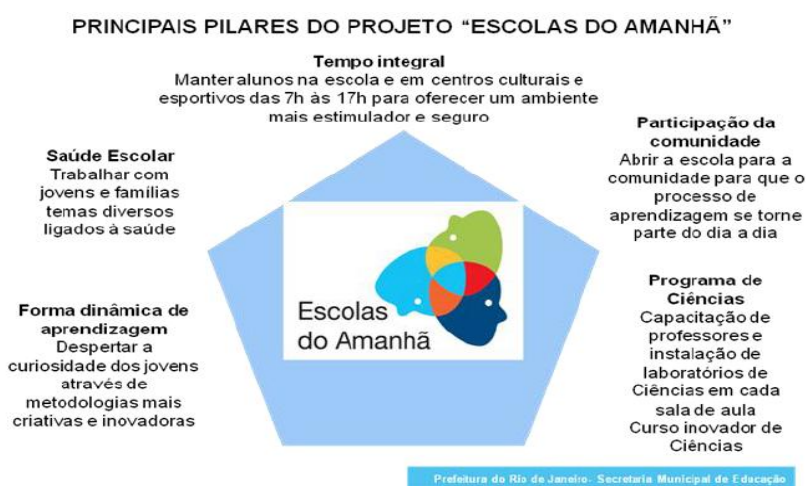 PRINCIPAIS PILARES DO PROJETO “ESCOLAS DO AMANHÔ
Tempo integral
Manter alunos na escola e em centros culturais e
esportivos das 7h às 17h para oferecer um ambiente
mais estimulador e seguro
Participação da
comunidade
Abrir a escola para a
comunidade para que o
processo de
aprendizagem se torne
parte do dia a dia
Saúde Escolar
Trabalhar com
jovens e famílias
temas diversos
ligados à saúde
Escolas
do Amanhã
Programa de
Ciências
Capacitação de
professores e
instalação de
laboratórios de
Ciências em cada
sala de aula
Curso inovador de
Ciências
Forma dinâmica de
aprendizagem
Despertar a
curiosidade dos jovens
através de
metodologias mais
criativas e inovadoras
Prefeitura do Rio de Janeiro- Secretaria Municipal de Educação